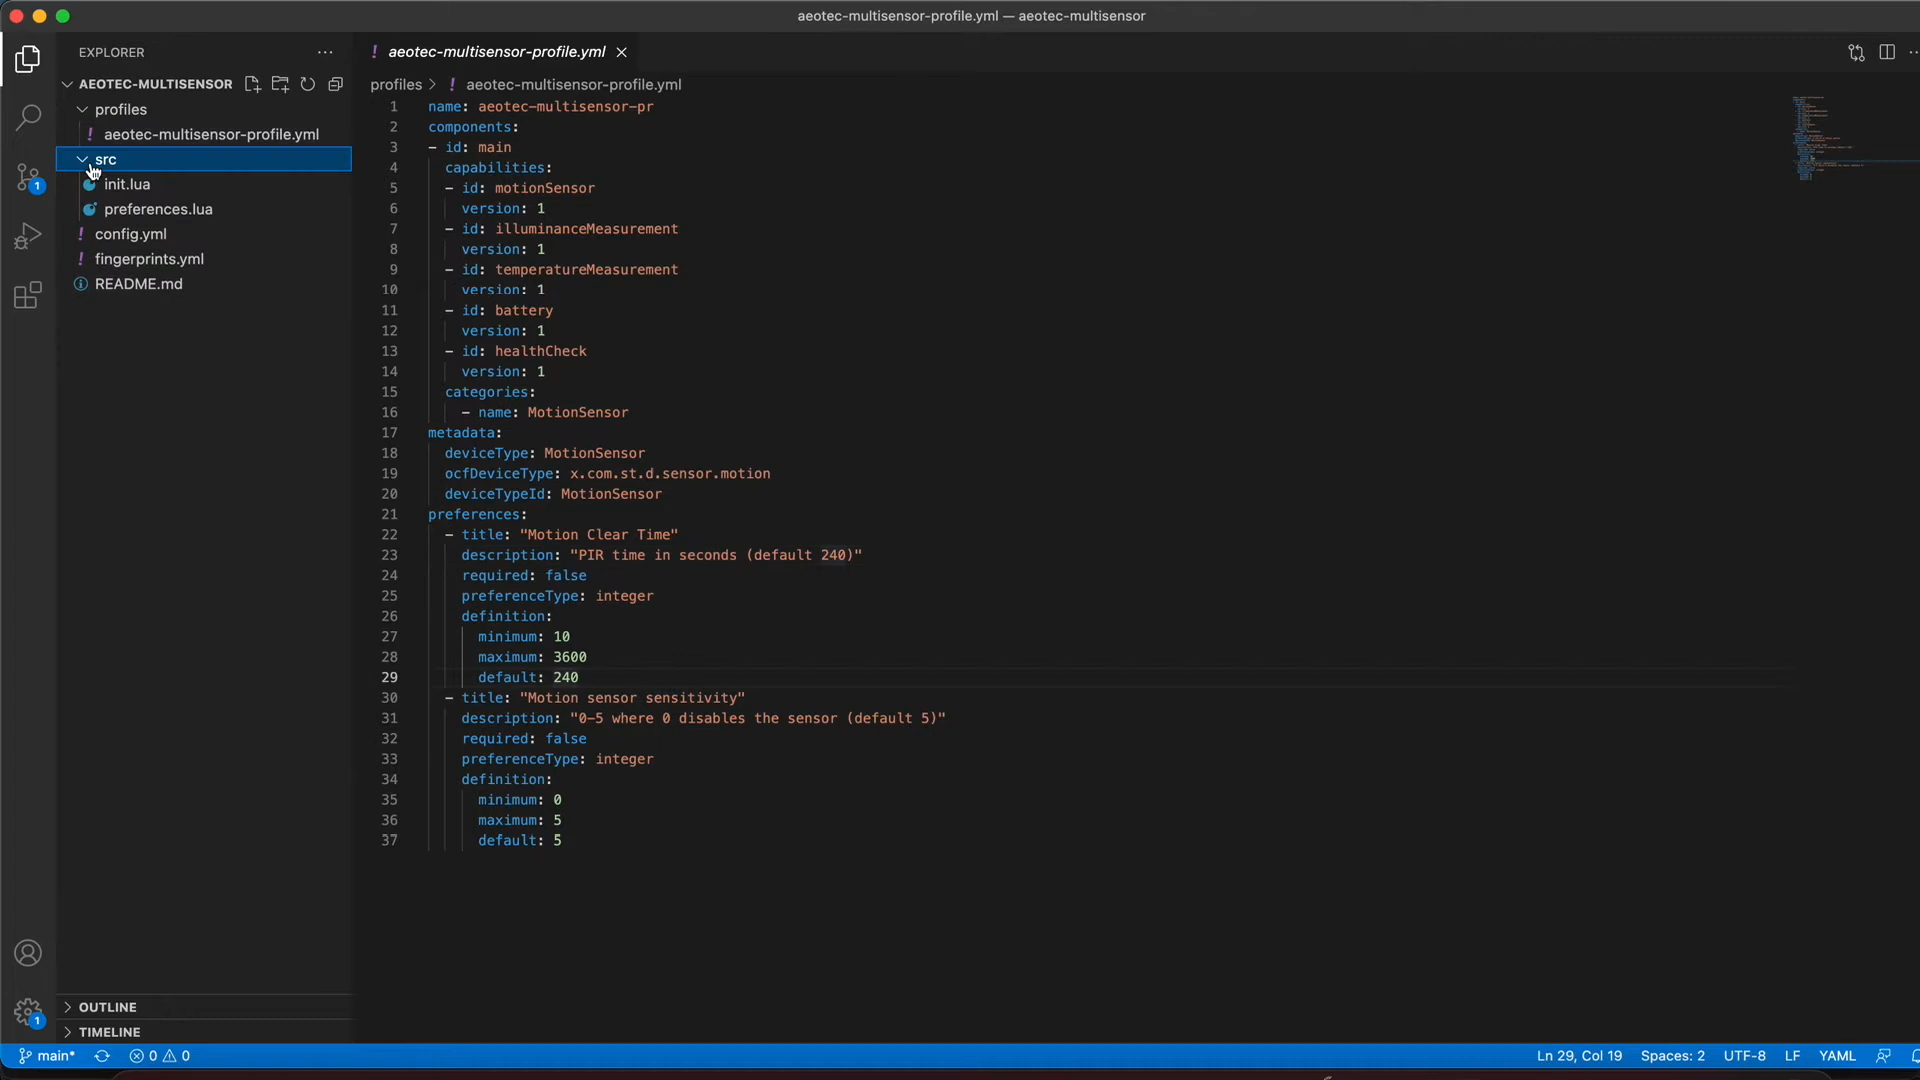 aeotec-multisensor-profile.yml — aeotec-multisensor
EXPLORER
AEOTEC-MULTISENSOR
profiles
! aeotec-multisensor-profile.yml
src
init.lua
preferences.lua
! config.yml
! fingerprints.yml
README.md
OUTLINE
TIMELINE
1
1
! aeotec-multisensor-profile.yml
profiles > ! aeotec-multisensor-profile.yml
1 name: aeotec-multisensor-pr
2 components:
3 - id: main
4 capabilities:
5 - id: motionSensor
6 version: 1
7 - id: illuminanceMeasurement
8 version: 1
9 - id: temperatureMeasurement
10 version: 1
11 - id: battery
12 version: 1
13 - id: healthCheck
14 version: 1
15 categories:
16 - name: MotionSensor
17 metadata:
18 deviceType: MotionSensor
19 ocfDeviceType: x.com.st.d.sensor.motion
20 deviceTypeId: MotionSensor
21 preferences:
22 - title: "Motion Clear Time"
23 description: "PIR time in seconds (default 240)"
24 required: false
25 preferenceType: integer
26 definition:
27 minimum: 10
28 maximum: 3600
29 default: 240
30 - title: "Motion sensor sensitivity"
31 description: "0-5 where 0 disables the sensor (default 5)"
32 required: false
33 preferenceType: integer
34 definition:
35 minimum: 0
36 maximum: 5
37 default: 5
main* 0 0 Ln 29, Col 19 Spaces: 2 UTF-8 LF YAML